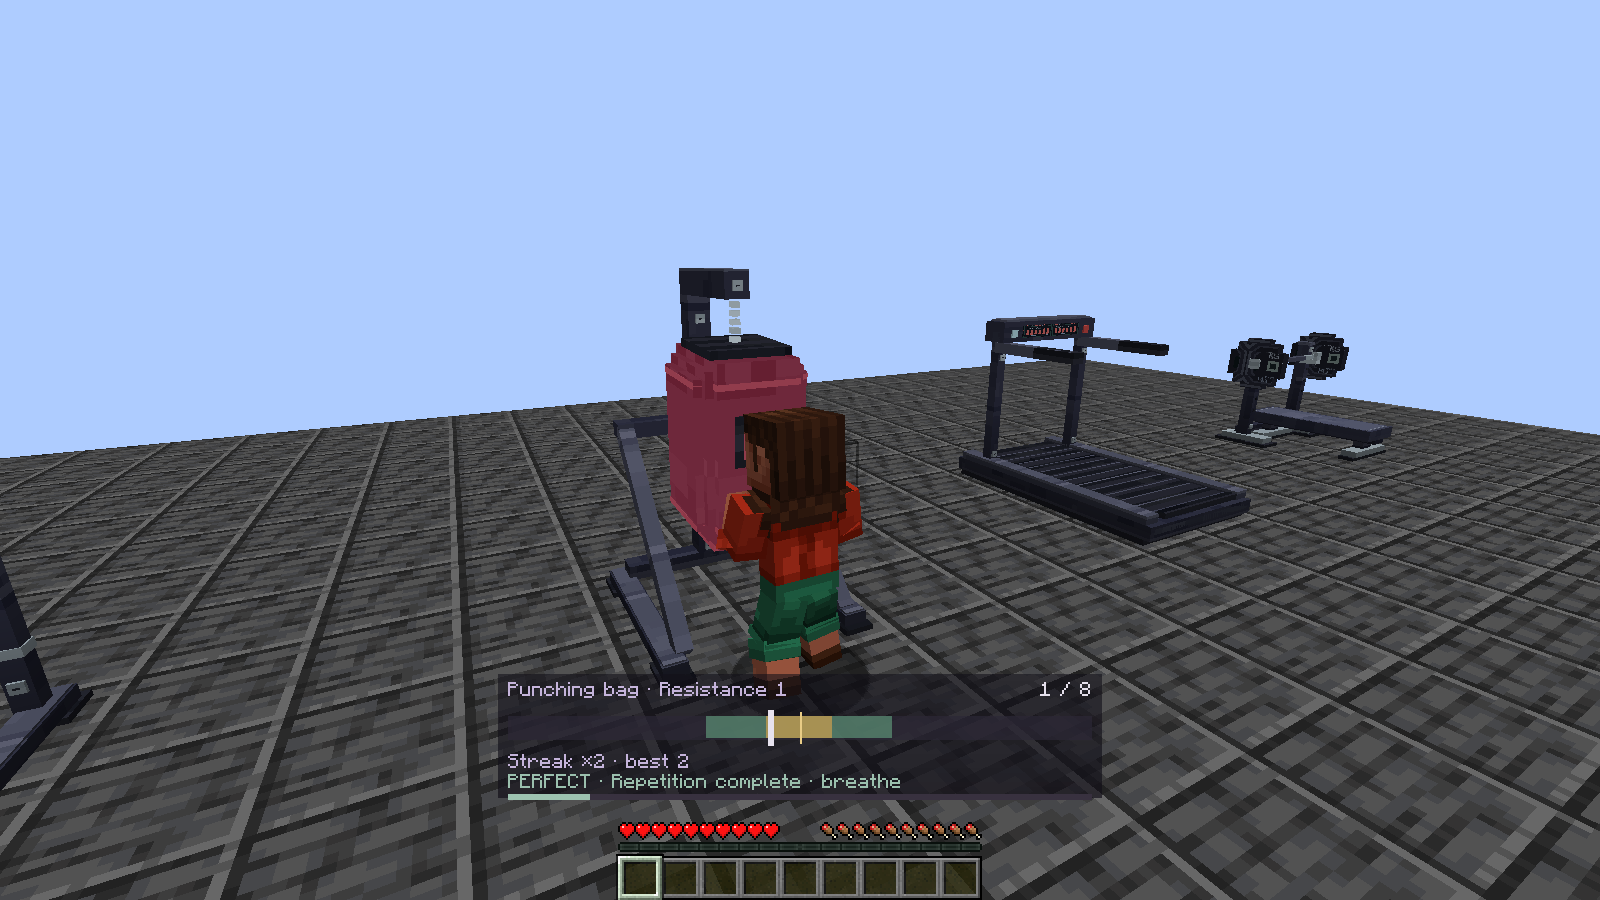 Punching bag · Resistance 1
1 / 8
Streak ×2 · best 2
PERFECT · Repetition complete · breathe